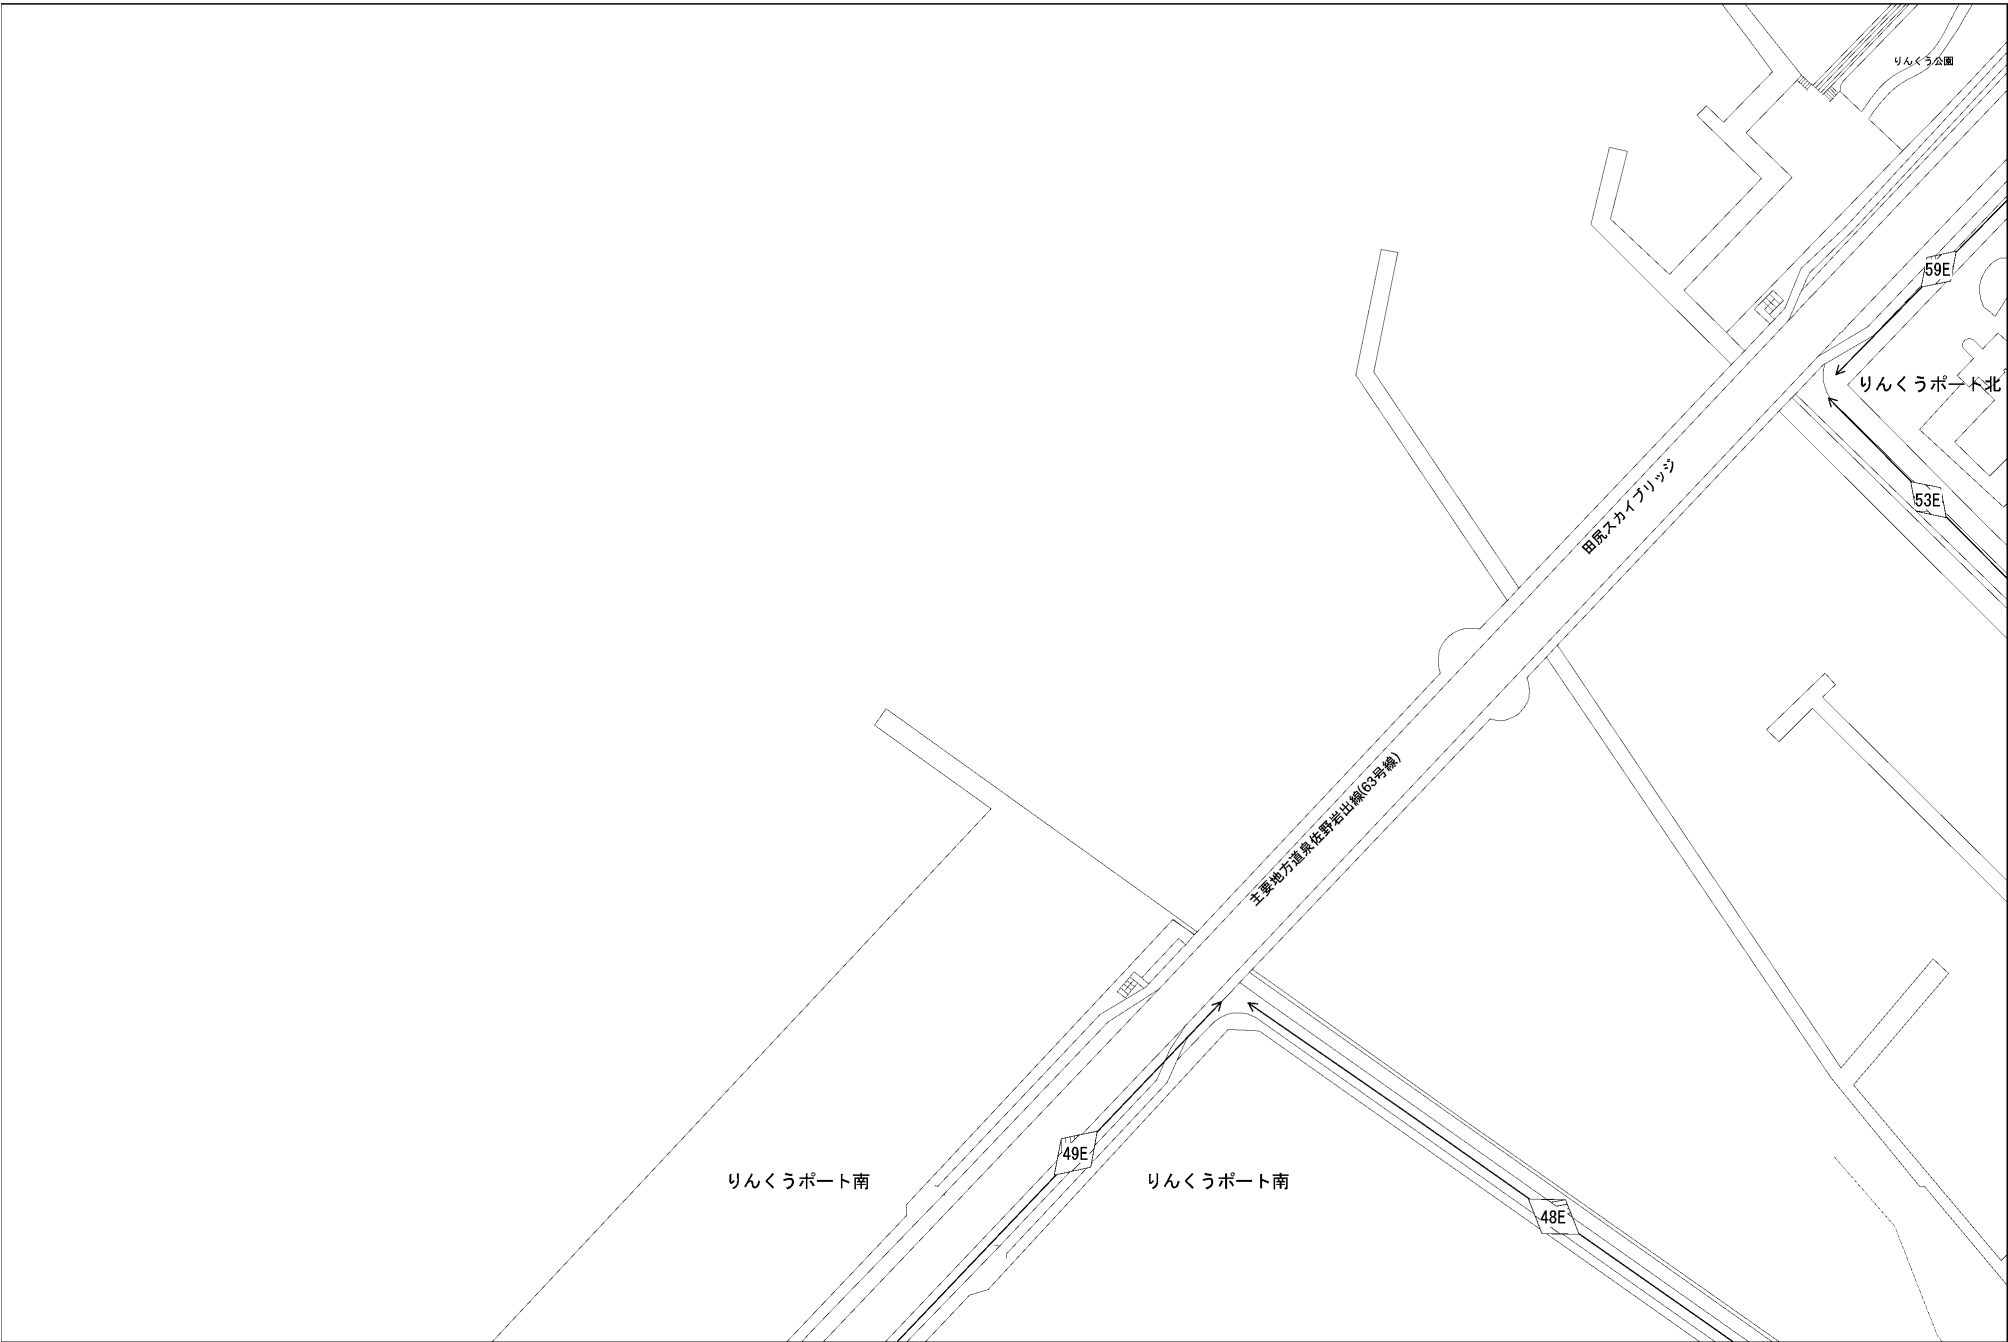 りんくう公園
59E
りんくうポート北
田尻スカイブリッジ
53E
主要地方道泉佐野岩出線(63号線)
49E
りんくうポート南
りんくうポート南
48E